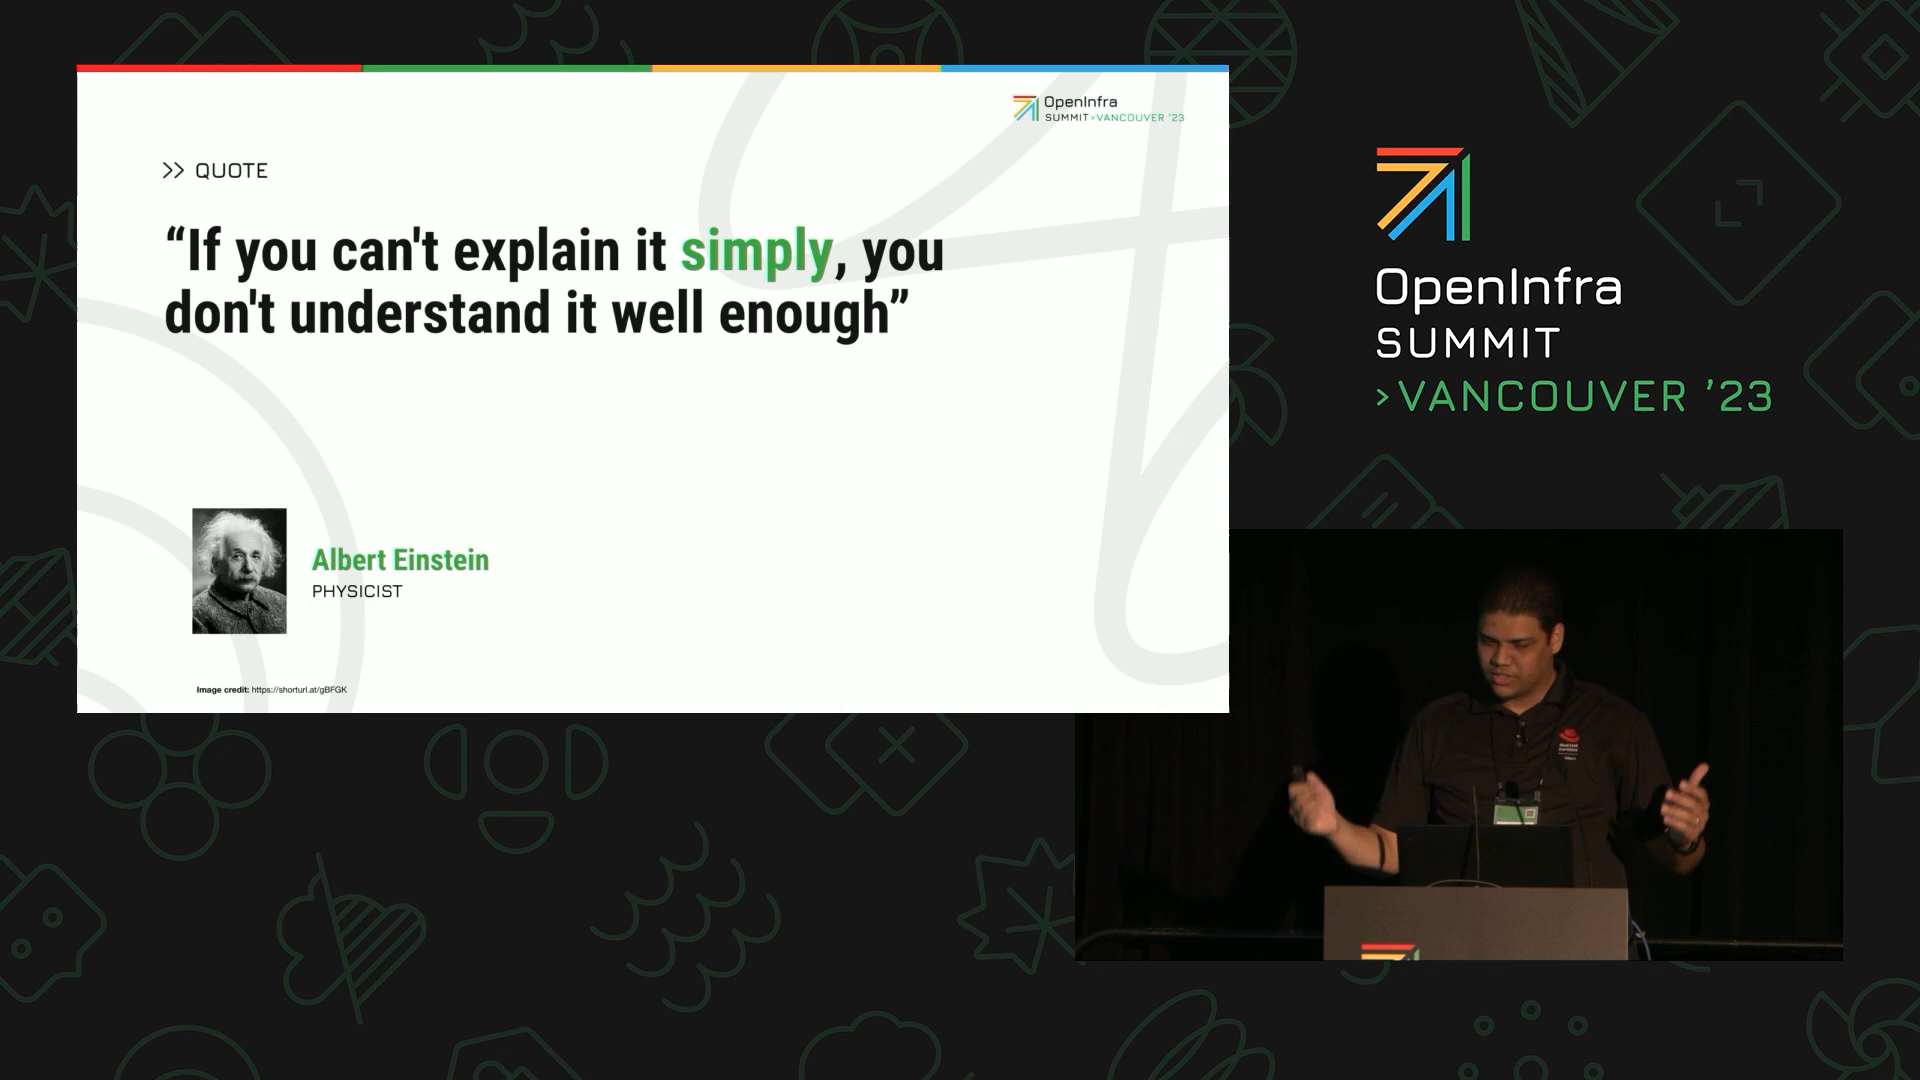 OpenInfra
SUMMIT›VANCOUVER '23
>> QUOTE
“If you can't explain it simply, you
don't understand it well enough”
Albert Einstein
PHYSICIST
Image credit: https://shorturl.at/gBFGK
OpenInfra
SUMMIT
›VANCOUVER '23